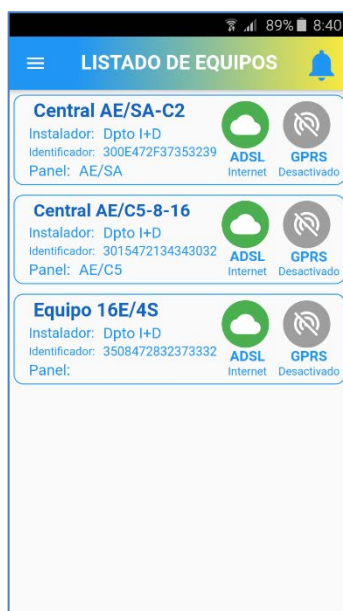 89% 8:40
LISTADO DE EQUIPOS
Central AE/SA-C2
Instalador: Dpto I+D
Identificador: 300E472F37353239
Panel: AE/SA
ADSL
Internet
GPRS
Desactivado
Central AE/C5-8-16
Instalador: Dpto I+D
Identificador: 3015472134343032
Panel: AE/C5
ADSL
Internet
GPRS
Desactivado
Equipo 16E/4S
Instalador: Dpto I+D
Identificador: 3508472832373332
Panel:
ADSL
Internet
GPRS
Desactivado